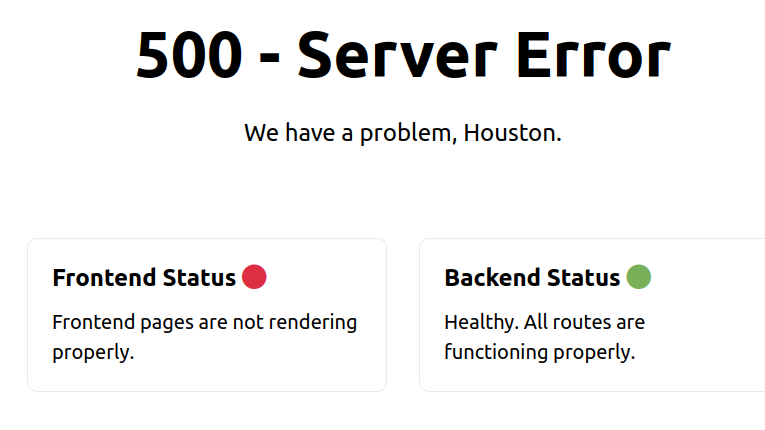 500 - Server Error
We have a problem, Houston.
Frontend Status
Frontend pages are not rendering
properly.
Backend Status
Healthy. All routes are
functioning properly.